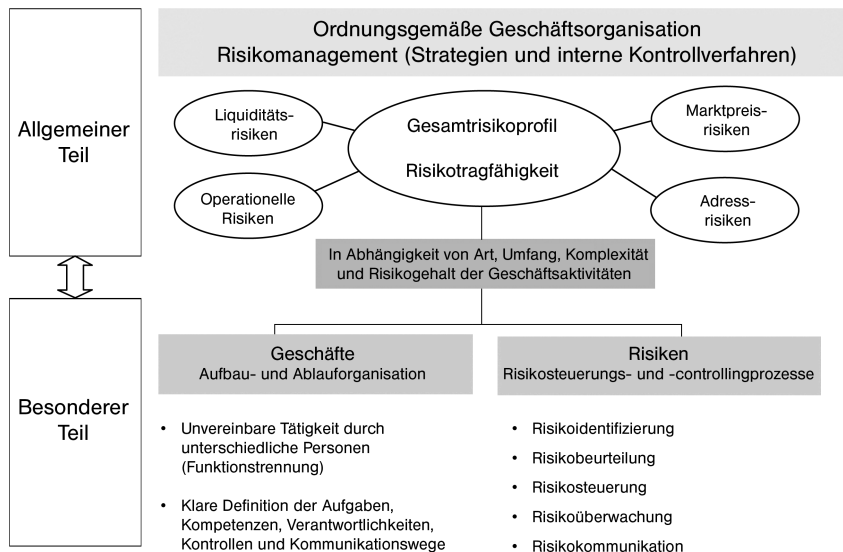 Ordnungsgemäße Geschäftsorganisation
Risikomanagement (Strategien und interne Kontrollverfahren)
Allgemeiner
Teil
Liquiditäts-
risiken
Gesamtrisikoprofil
Risikotragfähigkeit
Marktpreis-
risiken
Operationelle
Risiken
Adress-
risiken
In Abhängigkeit von Art, Umfang, Komplexität
und Risikogehalt der Geschäftsaktivitäten
Besonderer
Teil
Geschäfte
Aufbau- und Ablauforganisation
• Unvereinbare Tätigkeit durch
unterschiedliche Personen
(Funktionstrennung)
• Klare Definition der Aufgaben,
Kompetenzen, Verantwortlichkeiten,
Kontrollen und Kommunikationswege
Risiken
Risikosteuerungs- und -controllingprozesse
• Risikoidentifizierung
• Risikobeurteilung
• Risikosteuerung
• Risikoüberwachung
• Risikokommunikation